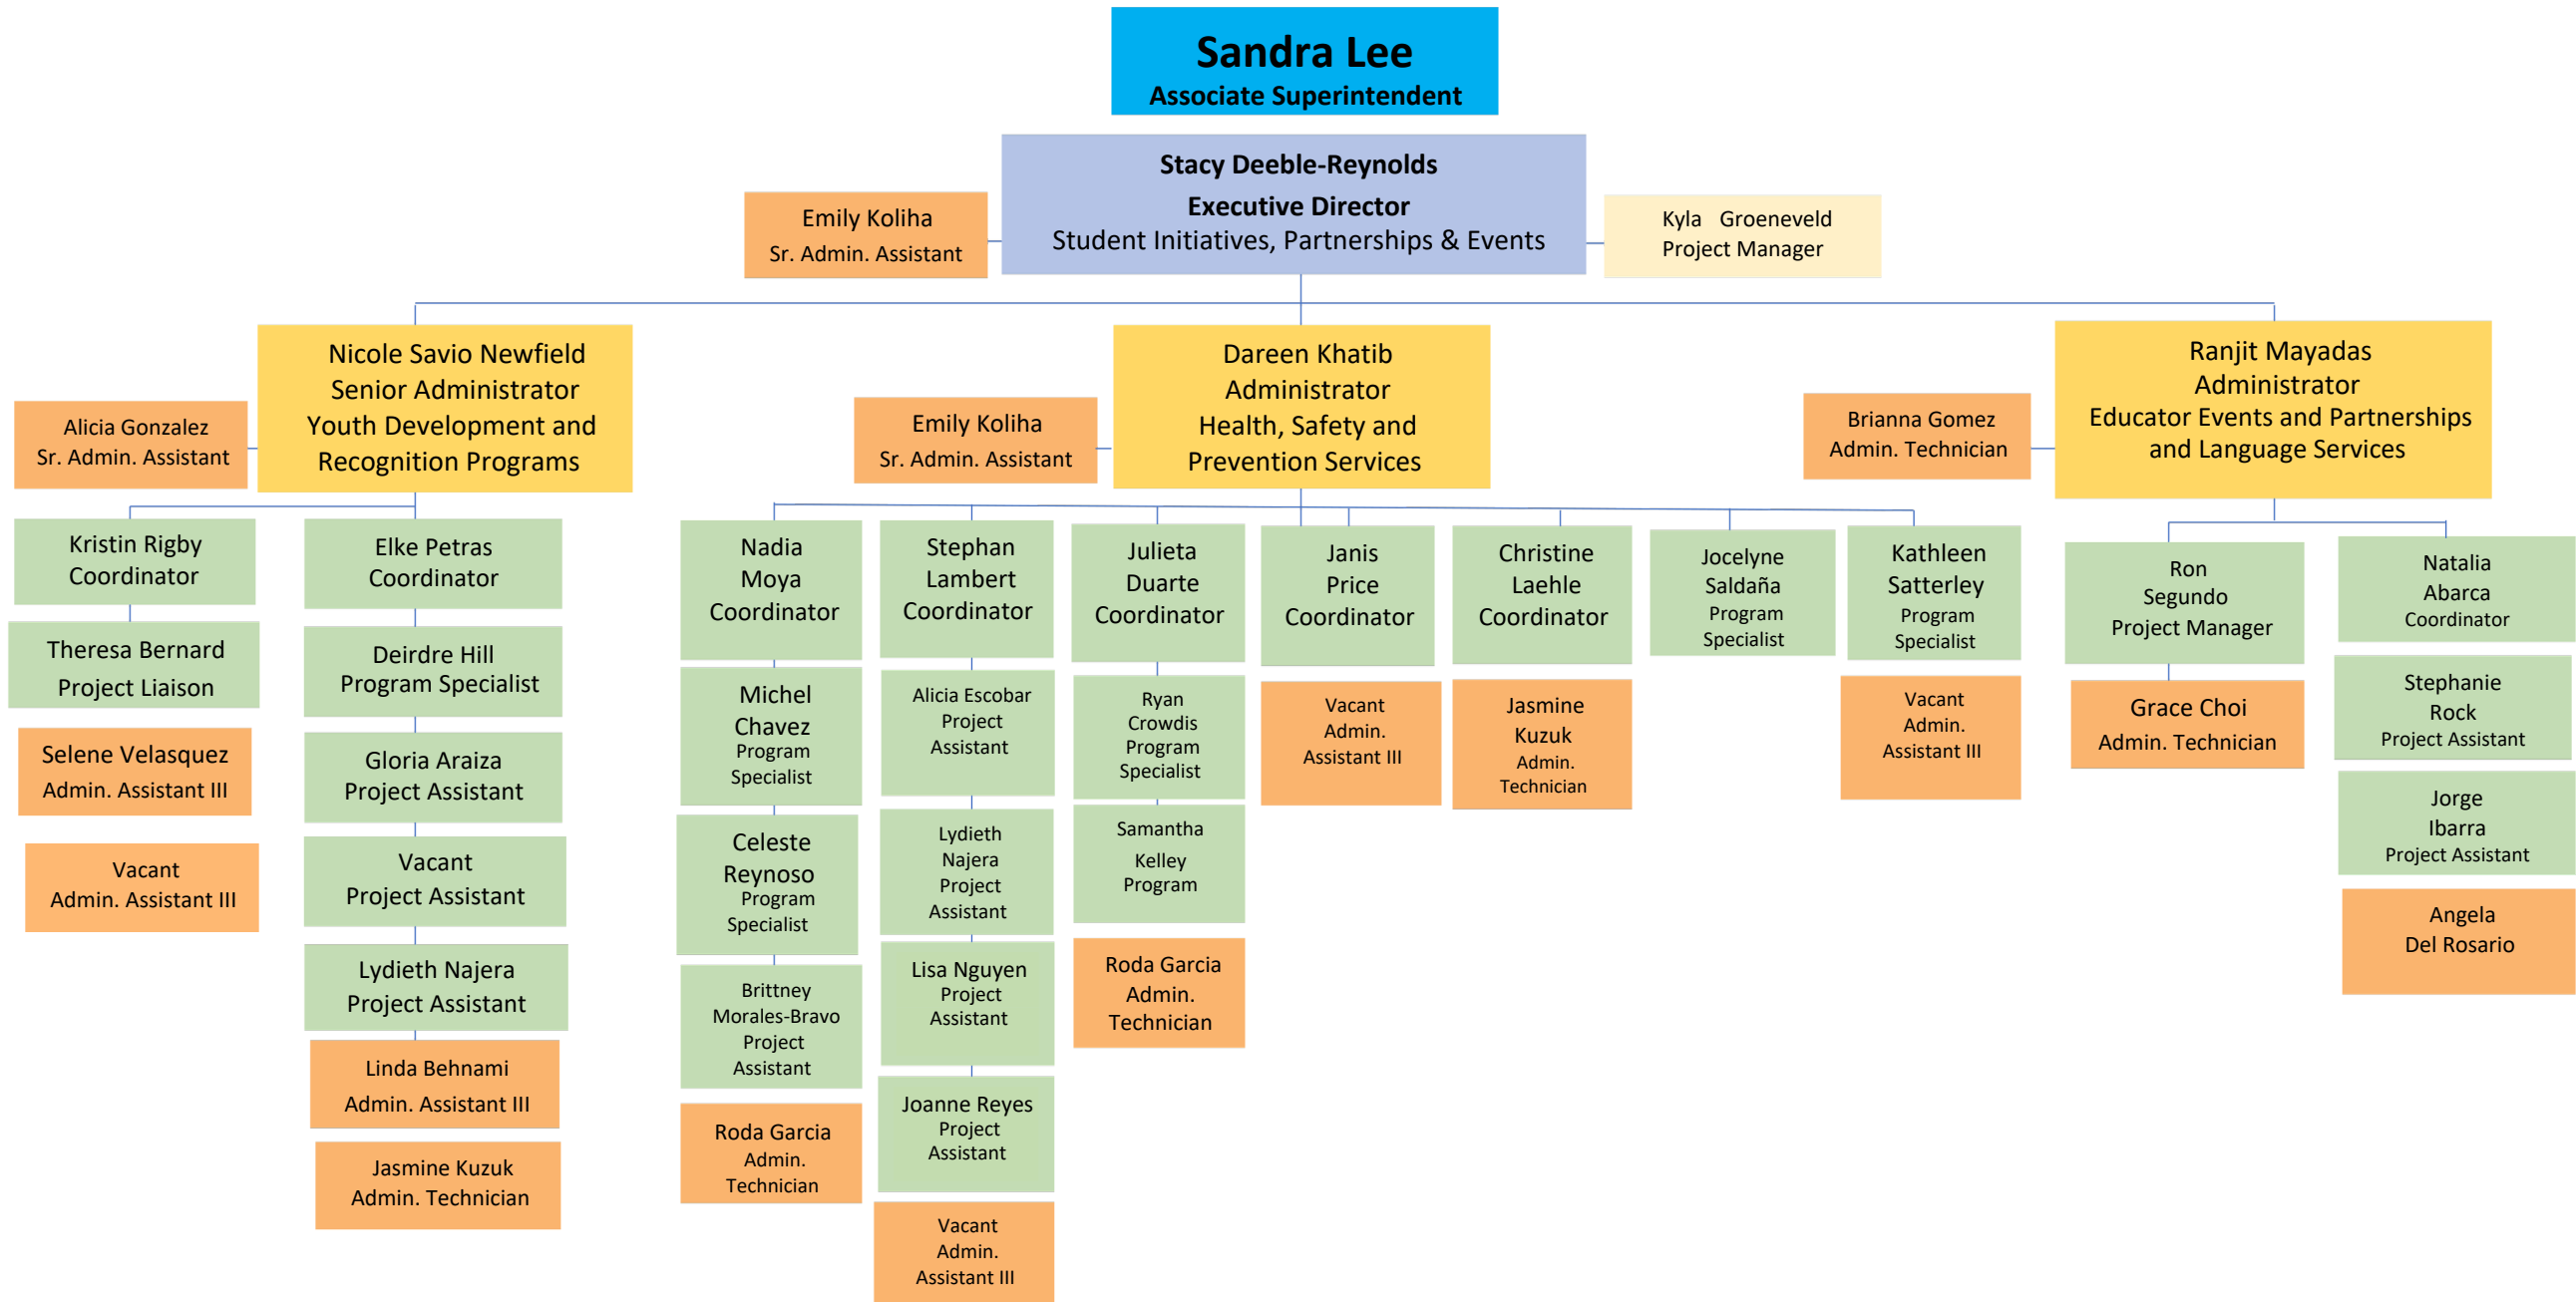 Sandra Lee
Associate Superintendent
Stacy Deeble-Reynolds
Executive Director
Student Initiatives, Partnerships & Events
Emily Koliha
Sr. Admin. Assistant
Kyla Groeneveld
Project Manager
Nicole Savio Newfield
Senior Administrator
Youth Development and
Recognition Programs
Alicia Gonzalez
Sr. Admin. Assistant
Dareen Khatib
Administrator
Health, Safety and
Prevention Services
Emily Koliha
Sr. Admin. Assistant
Ranjit Mayadas
Administrator
Educator Events and Partnerships
and Language Services
Brianna Gomez
Admin. Technician
Kristin Rigby
Coordinator
Theresa Bernard
Project Liaison
Selene Velasquez
Admin. Assistant III
Vacant
Admin. Assistant III
Elke Petras
Coordinator
Deirdre Hill
Program Specialist
Gloria Araiza
Project Assistant
Vacant
Project Assistant
Lydieth Najera
Project Assistant
Linda Behnami
Admin. Assistant III
Jasmine Kuzuk
Admin. Technician
Nadia
Moya
Coordinator
Michel
Chavez
Program
Specialist
Celeste
Reynoso
Program
Specialist
Brittney
Morales-Bravo
Project
Assistant
Roda Garcia
Admin.
Technician
Stephan
Lambert
Coordinator
Alicia Escobar
Project
Assistant
Lydieth
Najera
Project
Assistant
Lisa Nguyen
Project
Assistant
Joanne Reyes
Project
Assistant
Vacant
Admin.
Assistant III
Julieta
Duarte
Coordinator
Ryan
Crowdis
Program
Specialist
Samantha
Kelley
Program
Roda Garcia
Admin.
Technician
Janis
Price
Coordinator
Vacant
Admin.
Assistant III
Christine
Laehle
Coordinator
Jasmine
Kuzuk
Admin.
Technician
Jocelyne
Saldaña
Program
Specialist
Kathleen
Satterley
Program
Specialist
Vacant
Admin.
Assistant III
Ron
Segundo
Project Manager
Grace Choi
Admin. Technician
Natalia
Abarca
Coordinator
Stephanie
Rock
Project Assistant
Jorge
Ibarra
Project Assistant
Angela
Del Rosario